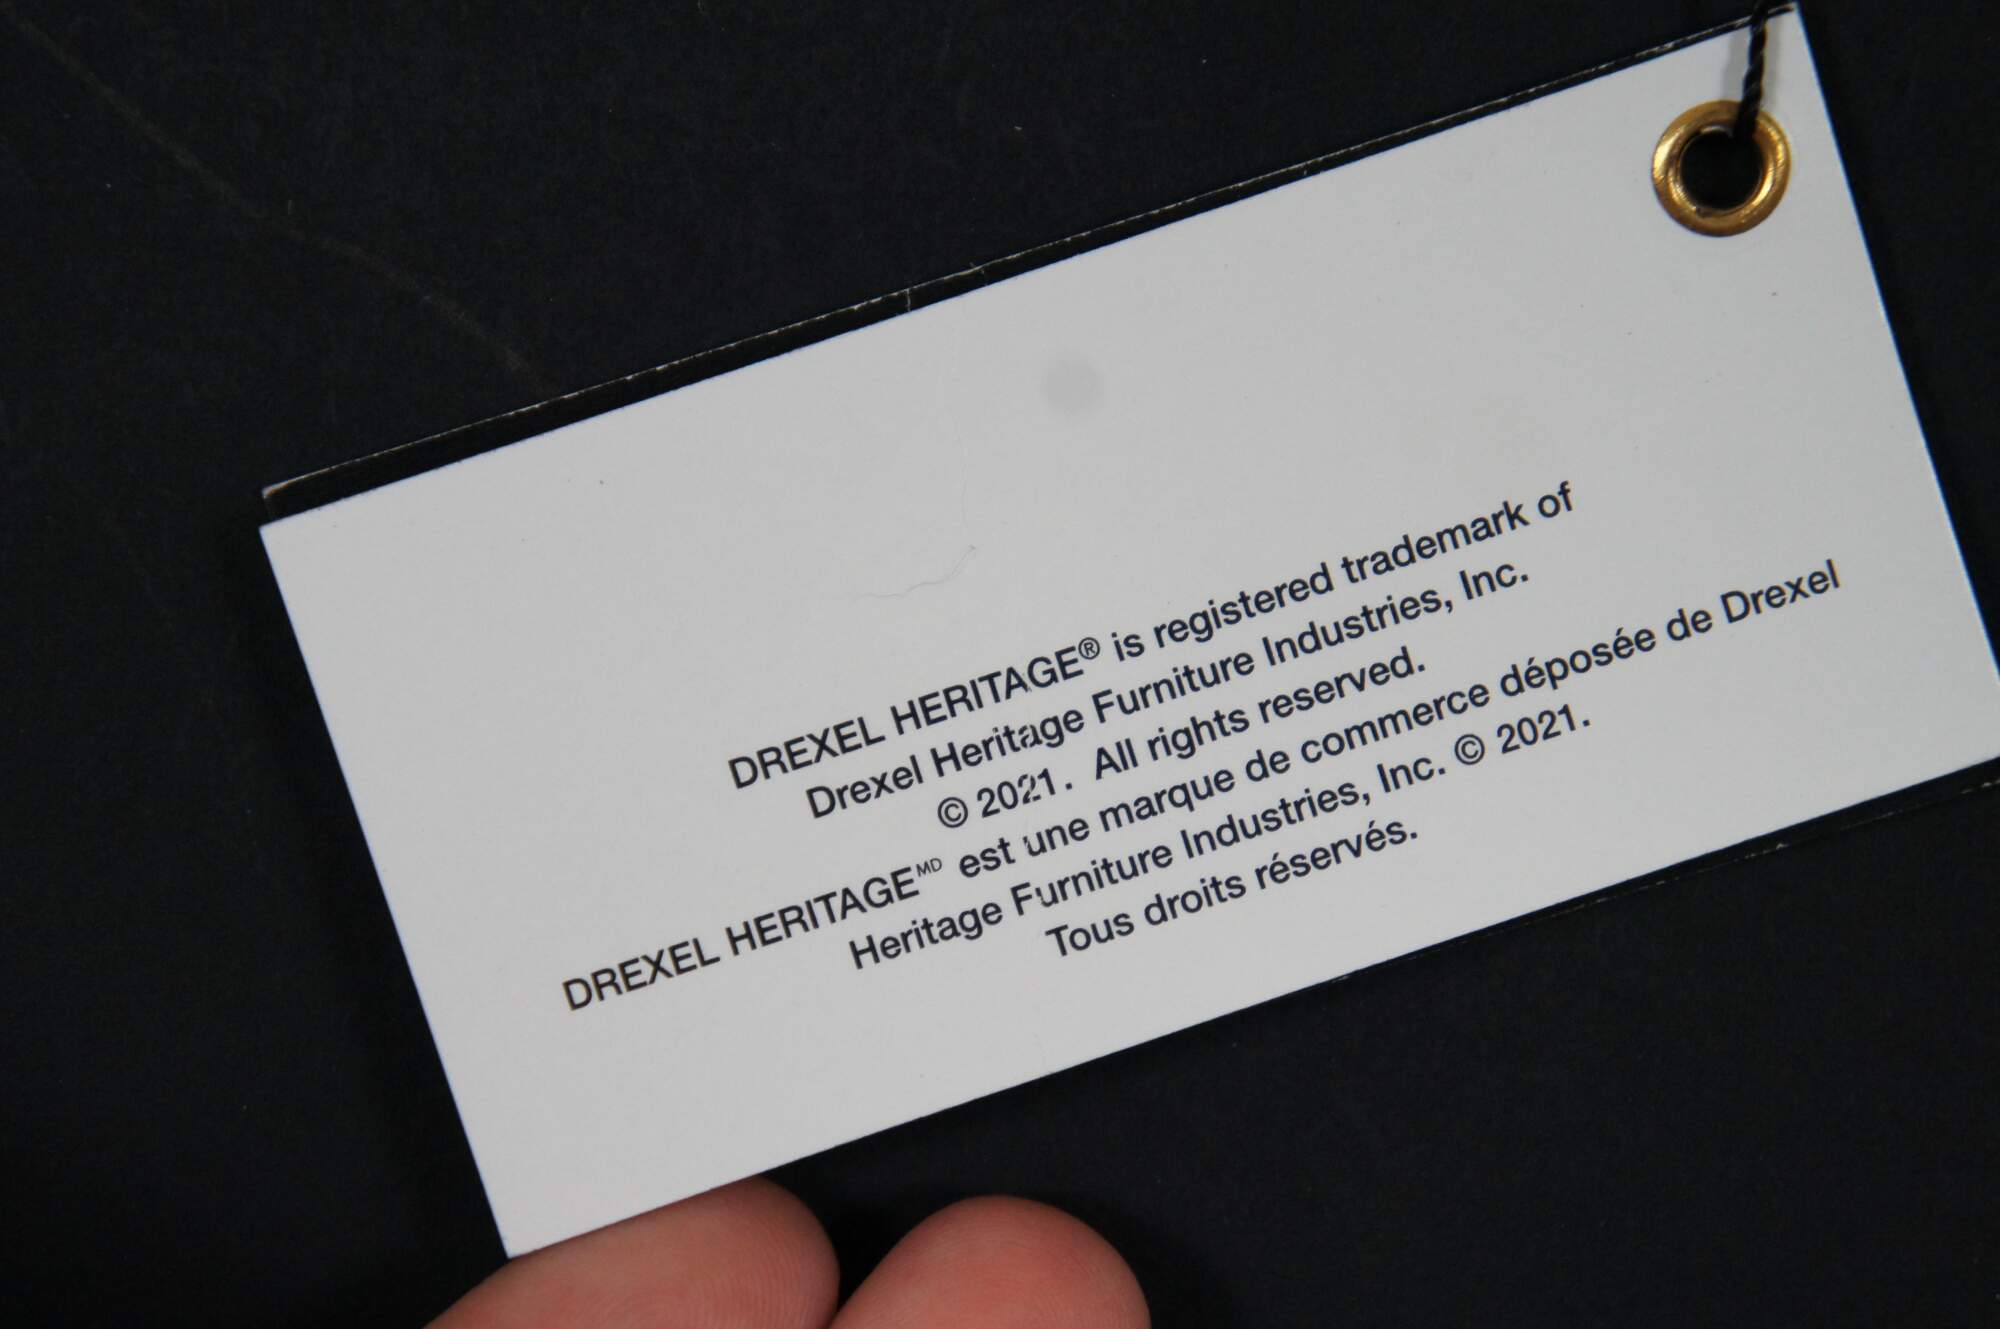 DREXEL HERITAGE® is registered trademark of
Drexel Heritage Furniture Industries, Inc.
© 2021. All rights reserved.
DREXEL HERITAGEᴹᴰ est une marque de commerce déposée de Drexel
Heritage Furniture Industries, Inc. © 2021.
Tous droits réservés.